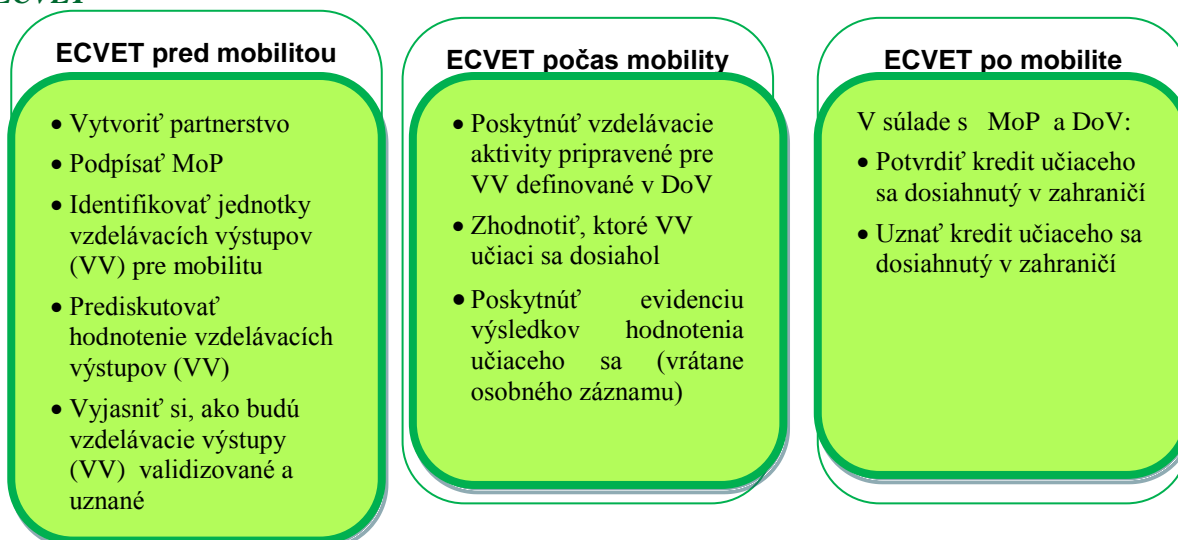 ECVET
ECVET pred mobilitou
• Vytvoriť partnerstvo
• Podpísať MoP
• Identifikovať jednotky
vzdelávacích výstupov
(VV) pre mobilitu
• Prediskutovať
hodnotenie vzdelávacích
výstupov (VV)
• Vyjasniť si, ako budú
vzdelávacie výstupy
(VV) validizované a
uznané
ECVET počas mobility
• Poskytnúť vzdelávacie
aktivity pripravené pre
VV definované v DoV
• Zhodnotiť, ktoré VV
učiaci sa dosiahol
• Poskytnúť evidenciu
výsledkov hodnotenia
učiaceho sa (vrátane
osobného záznamu)
ECVET po mobilite
V súlade s MoP a DoV:
• Potvrdiť kredit učiaceho
sa dosiahnutý v zahraničí
• Uznať kredit učiaceho sa
dosiahnutý v zahraničí